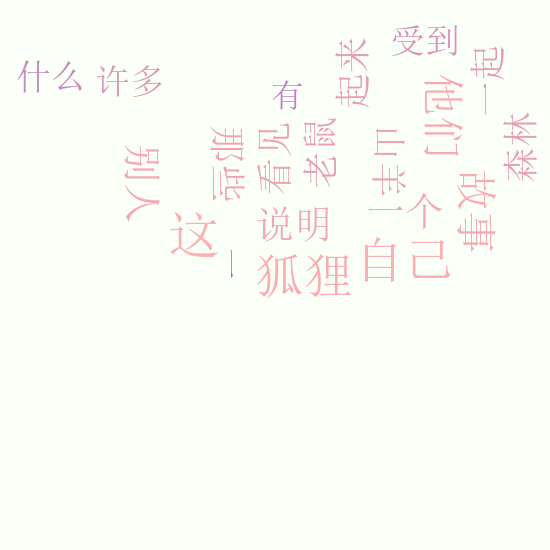 受到
什么
许多
有
起来
一起
他们
森林
那些
看见
老鼠
山羊
别人
故事
这
说明
一个
一
狐狸
自己